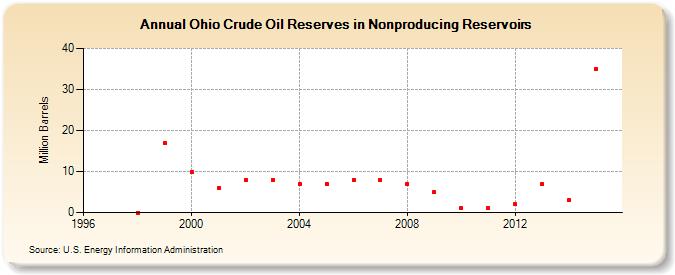 Annual Ohio Crude Oil Reserves in Nonproducing Reservoirs
Million Barrels
40
30
20
10
0
1996 2000 2004 2008 2012
Source: U.S. Energy Information Administration